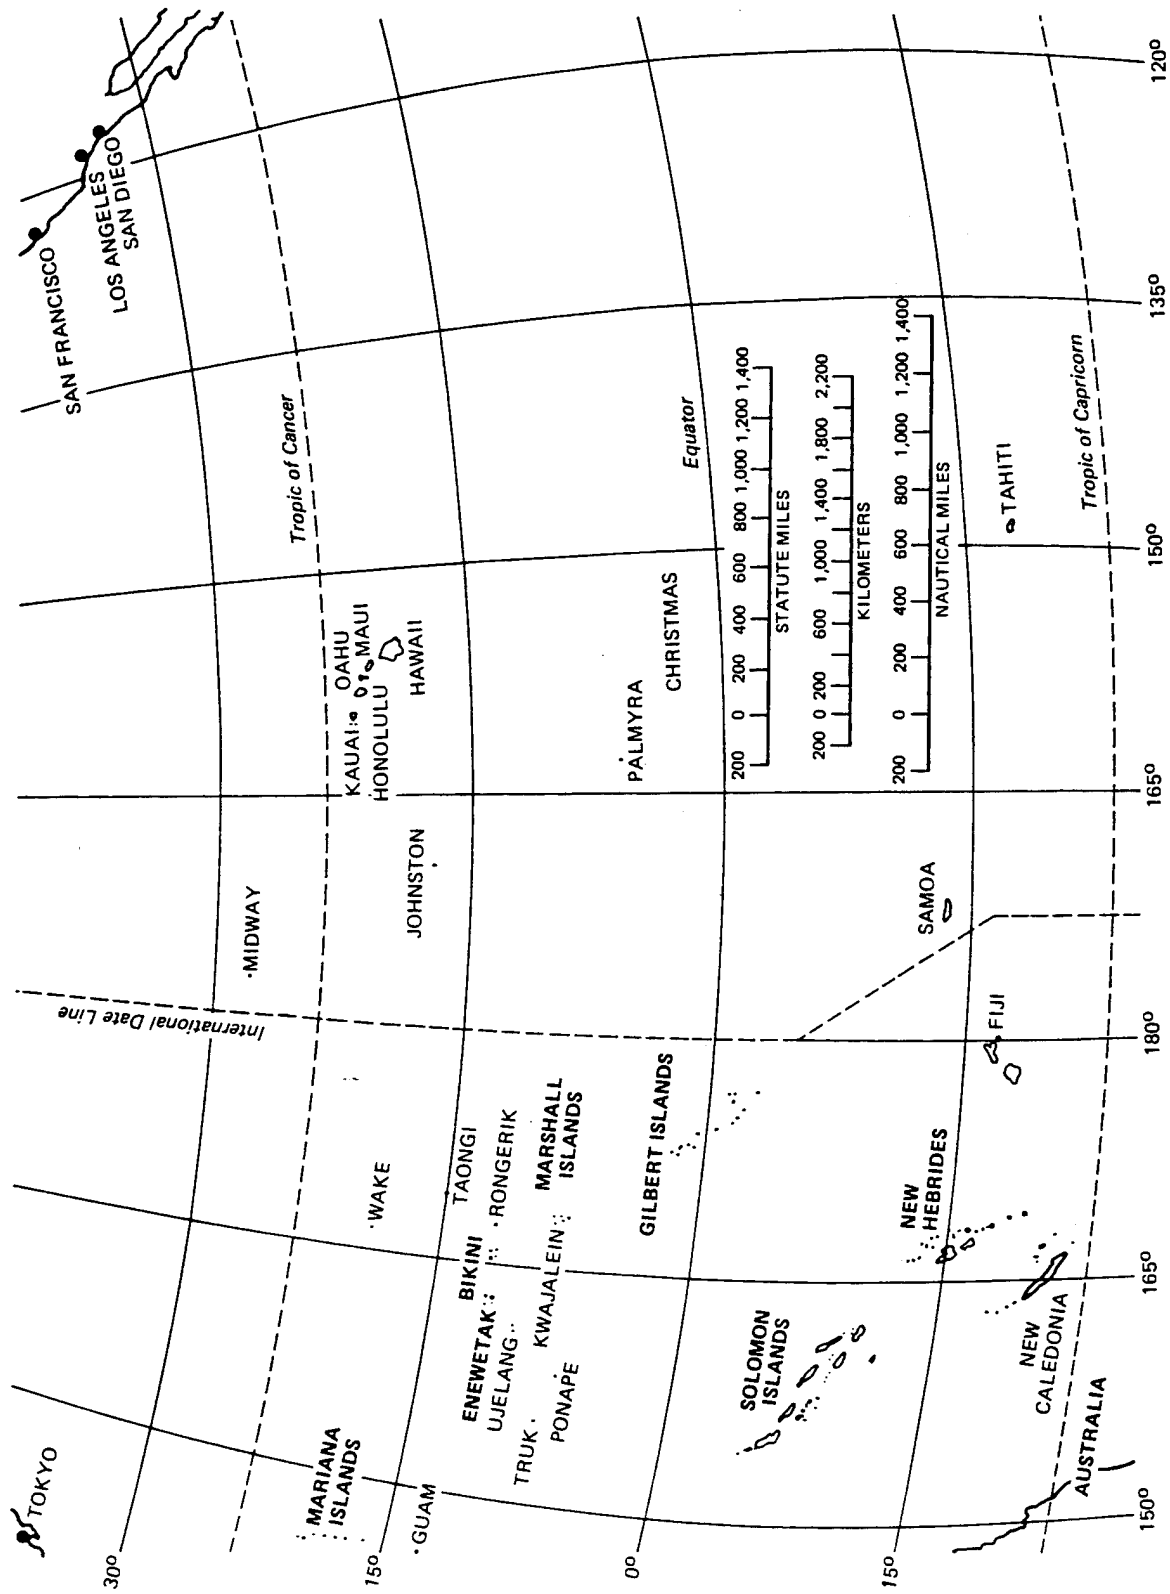 TOKYO
SAN FRANCISCO
LOS ANGELES
SAN DIEGO
30°
Tropic of Cancer
International Date Line
MIDWAY
KAUAI
OAHU
MAUI
HONOLULU
HAWAII
MARIANA
ISLANDS
WAKE
JOHNSTON
15°
GUAM
TAONGI
BIKINI
RONGERIK
ENEWETAK
UJELANG
MARSHALL
ISLANDS
KWAJALEIN
TRUK
PONAPE
PALMYRA
CHRISTMAS
0°
Equator
GILBERT ISLANDS
200 0 200 400 600 800 1,000 1,200 1,400
STATUTE MILES
200 0 200 600 1,000 1,400 1,800 2,200
KILOMETERS
200 0 200 400 600 800 1,000 1,200 1,400
NAUTICAL MILES
SOLOMON
ISLANDS
15°
NEW
HEBRIDES
SAMOA
FIJI
TAHITI
NEW
CALEDONIA
Tropic of Capricorn
AUSTRALIA
150°
165°
180°
165°
150°
135°
120°